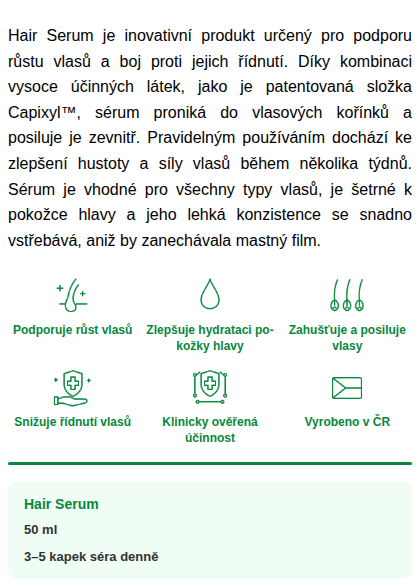 Hair Serum je inovativní produkt určený pro podporu
růstu vlasů a boj proti jejich řídnutí. Díky kombinaci
vysoce účinných látek, jako je patentovaná složka
Capixyl™, sérum proniká do vlasových kořínků a
posiluje je zevnitř. Pravidelným používáním dochází ke
zlepšení hustoty a síly vlasů během několika týdnů.
Sérum je vhodné pro všechny typy vlasů, je šetrné k
pokožce hlavy a jeho lehká konzistence se snadno
vstřebává, aniž by zanechávala mastný film.
Podporuje růst vlasů
Zlepšuje hydrataci po-
kožky hlavy
Zahušťuje a posiluje
vlasy
Snižuje řídnutí vlasů
Klinicky ověřená
účinnost
Vyrobeno v ČR
Hair Serum
50 ml
3–5 kapek séra denně